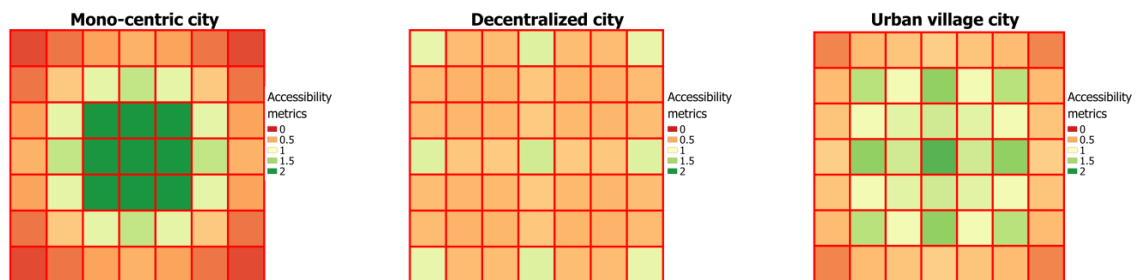 Mono-centric city
Accessibility
metrics
0
0.5
1
1.5
2
Decentralized city
Accessibility
metrics
0
0.5
1
1.5
2
Urban village city
Accessibility
metrics
0
0.5
1
1.5
2